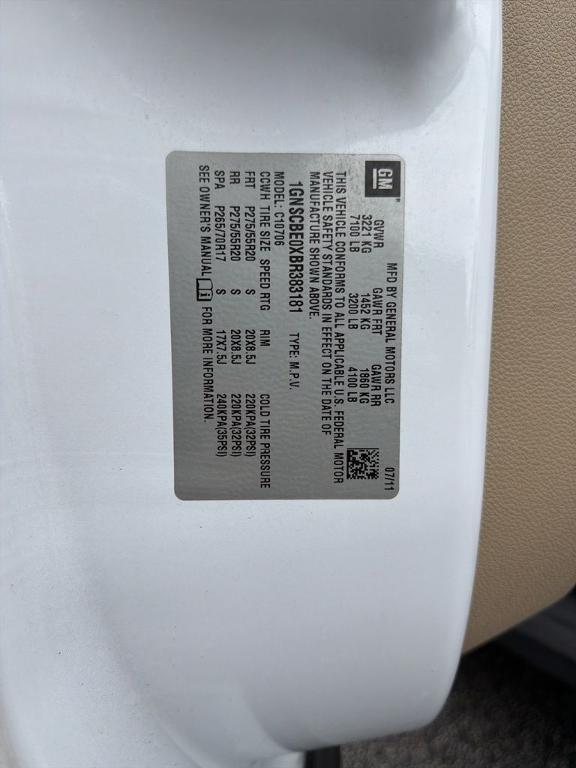 GM
MFD BY GENERAL MOTORS LLC 07/11
GVWR GAWR FRT GAWR RR
3221 KG 1452 KG 1860 KG
7100 LB 3200 LB 4100 LB
THIS VEHICLE CONFORMS TO ALL APPLICABLE U.S. FEDERAL MOTOR
VEHICLE SAFETY STANDARDS IN EFFECT ON THE DATE OF
MANUFACTURE SHOWN ABOVE.
1GNSCBE0XBR383181 TYPE: M.P.V.
MODEL: C10706
CCWH TIRE SIZE SPEED RTG RIM COLD TIRE PRESSURE
FRT P275/55R20 S 20X8.5J 220KPA(32PSI)
RR P275/55R20 S 20X8.5J 220KPA(32PSI)
SPA P265/70R17 S 17X7.5J 240KPA(35PSI)
SEE OWNER'S MANUAL i FOR MORE INFORMATION.